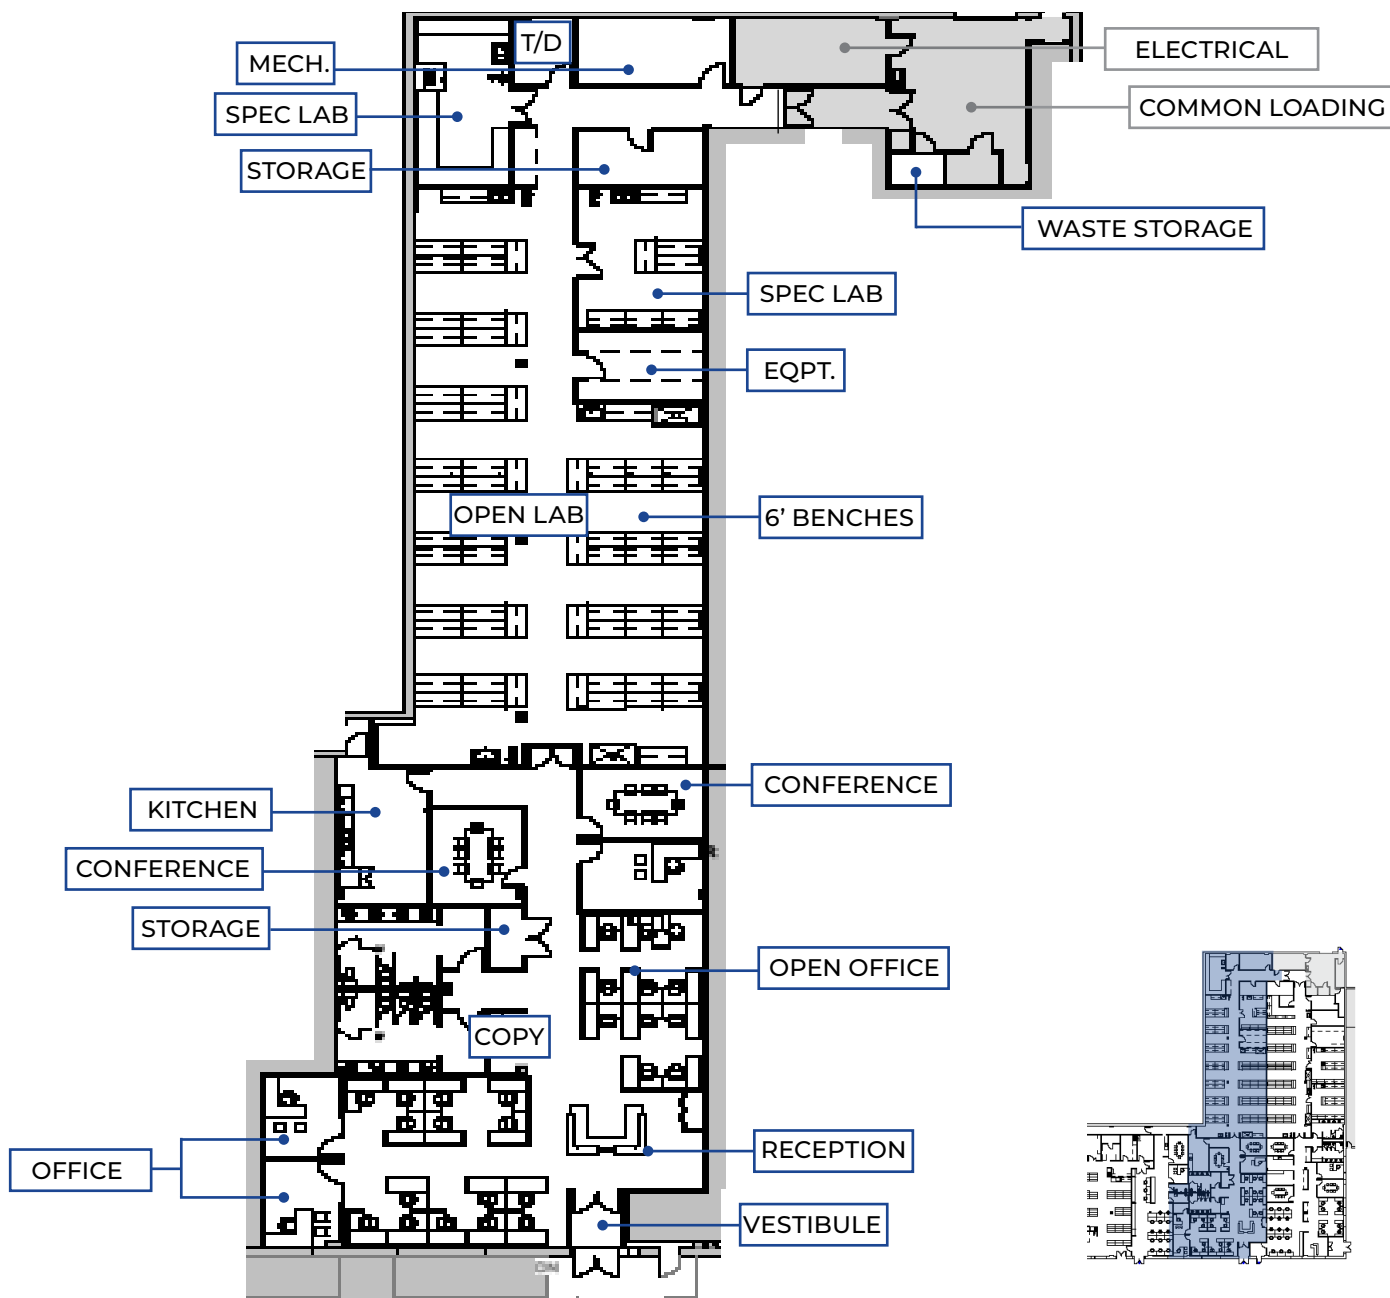 T/D
ELECTRICAL
MECH.
COMMON LOADING
SPEC LAB
STORAGE
WASTE STORAGE
SPEC LAB
EQPT.
OPEN LAB
6’ BENCHES
CONFERENCE
KITCHEN
CONFERENCE
STORAGE
OPEN OFFICE
COPY
RECEPTION
OFFICE
VESTIBULE